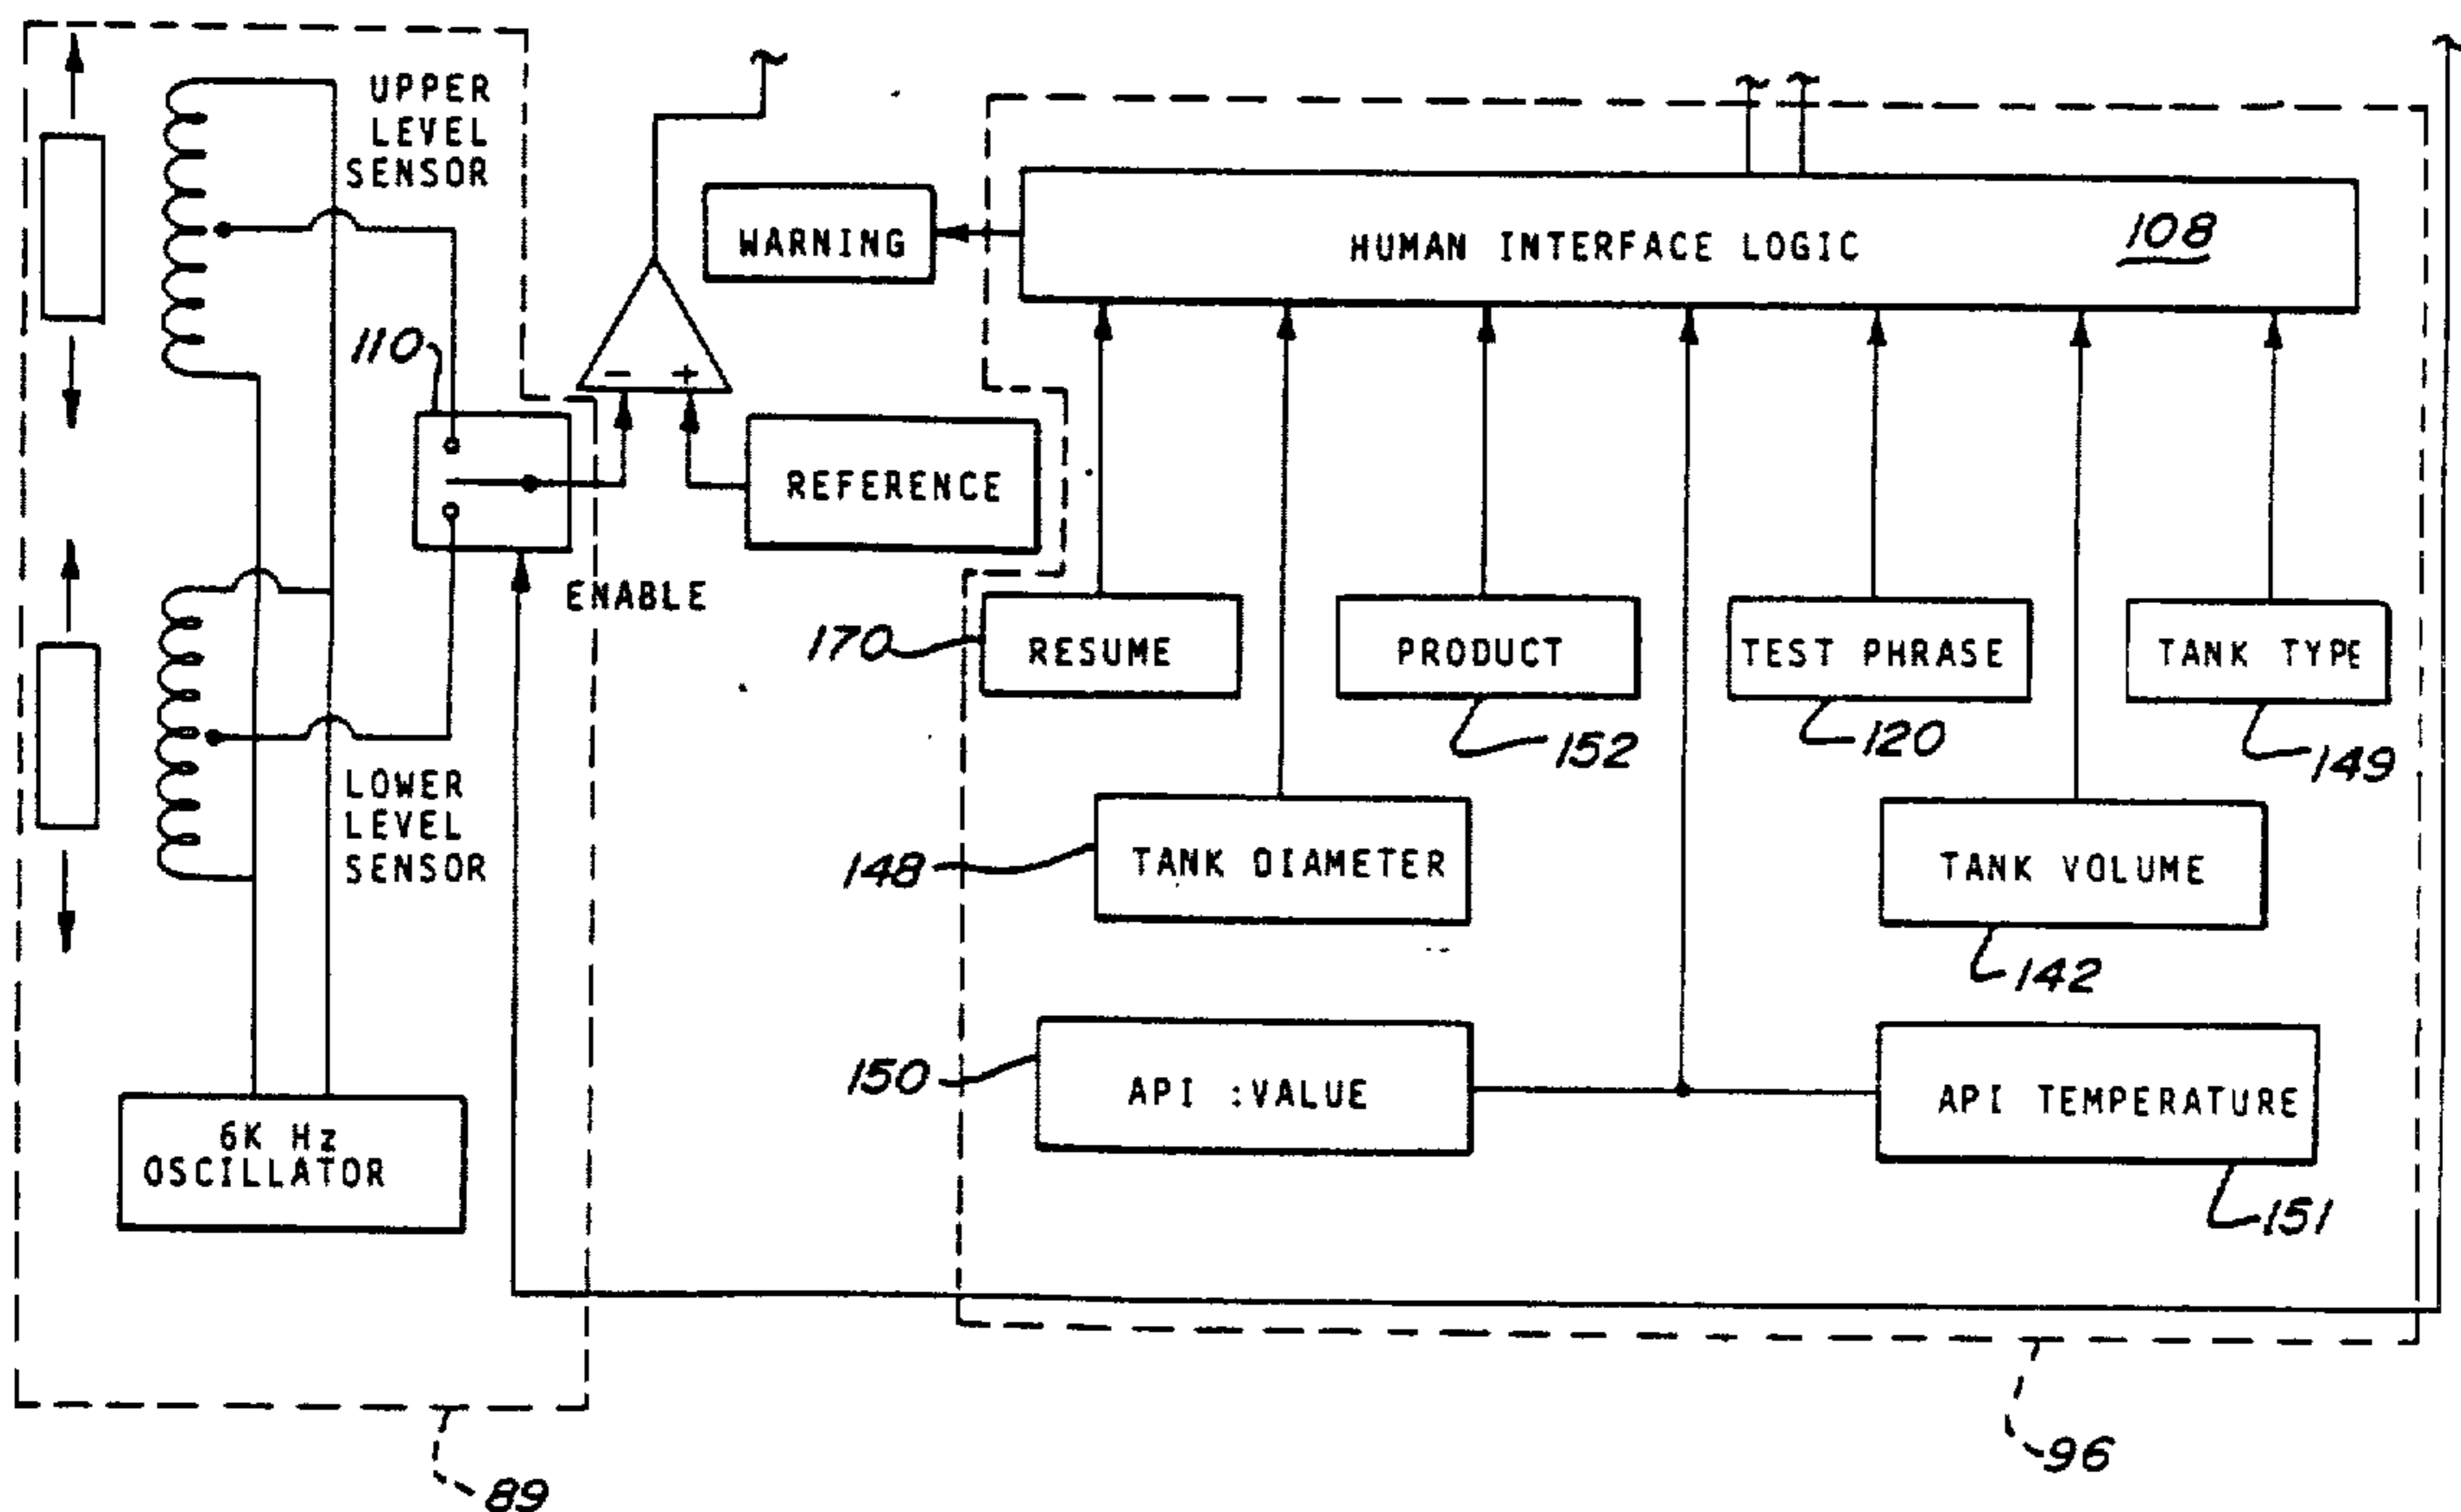 UPPER
LEVEL
SENSOR
WARNING
HUMAN INTERFACE LOGIC 108
110
- +
REFERENCE
ENABLE
170
RESUME
PRODUCT
TEST PHRASE
TANK TYPE
152
120
149
LOWER
LEVEL
SENSOR
148
TANK DIAMETER
TANK VOLUME
142
150
API :VALUE
API TEMPERATURE
6K Hz
OSCILLATOR
151
96
89